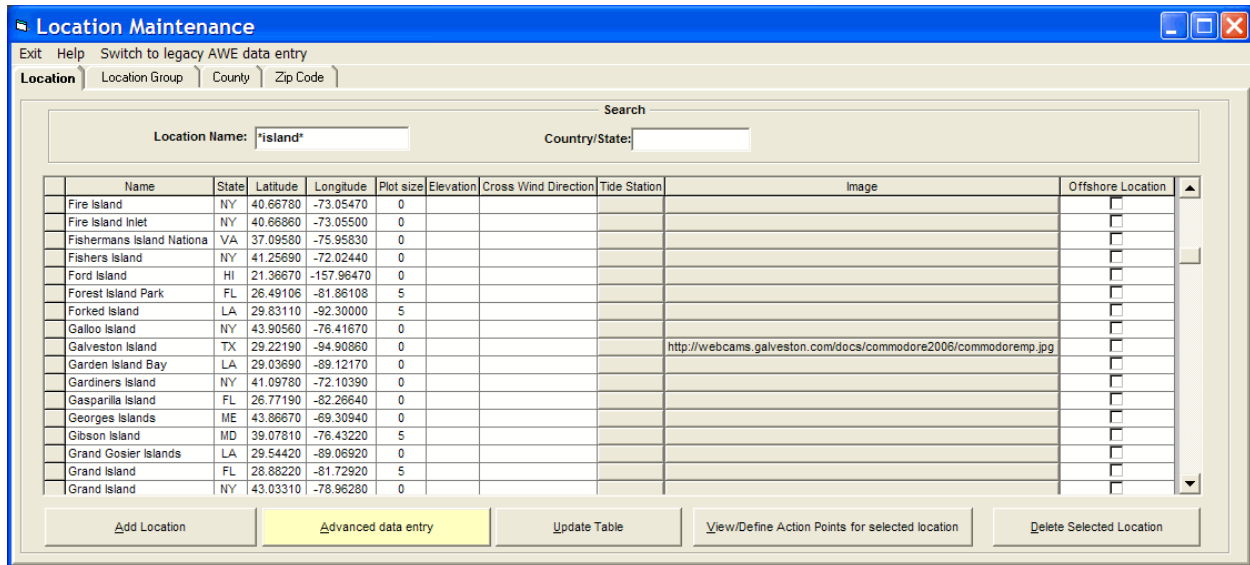 Location Maintenance
Exit Help Switch to legacy AWE data entry
Location Location Group County Zip Code
Search
Location Name: *island* Country/State:
Name State Latitude Longitude Plot size Elevation Cross Wind Direction Tide Station Image Offshore Location
Fire Island NY 40.66780 -73.05470 0
Fire Island Inlet NY 40.66860 -73.05500 0
Fishermans Island Nationa VA 37.09580 -75.95830 0
Fishers Island NY 41.25690 -72.02440 0
Ford Island HI 21.36670 -157.96470 0
Forest Island Park FL 26.49106 -81.86108 5
Forked Island LA 29.83110 -92.30000 5
Galloo Island NY 43.90560 -76.41670 0
Galveston Island TX 29.22190 -94.90860 0 http://webcams.galveston.com/docs/commodore2006/commodoremp.jpg
Garden Island Bay LA 29.03690 -89.12170 0
Gardiners Island NY 41.09780 -72.10390 0
Gasparilla Island FL 26.77190 -82.26640 0
Georges Islands ME 43.86670 -69.30940 0
Gibson Island MD 39.07810 -76.43220 5
Grand Gosier Islands LA 29.54420 -89.06920 0
Grand Island FL 28.88220 -81.72920 5
Grand Island NY 43.03310 -78.96280 0
Add Location Advanced data entry Update Table View/Define Action Points for selected location Delete Selected Location